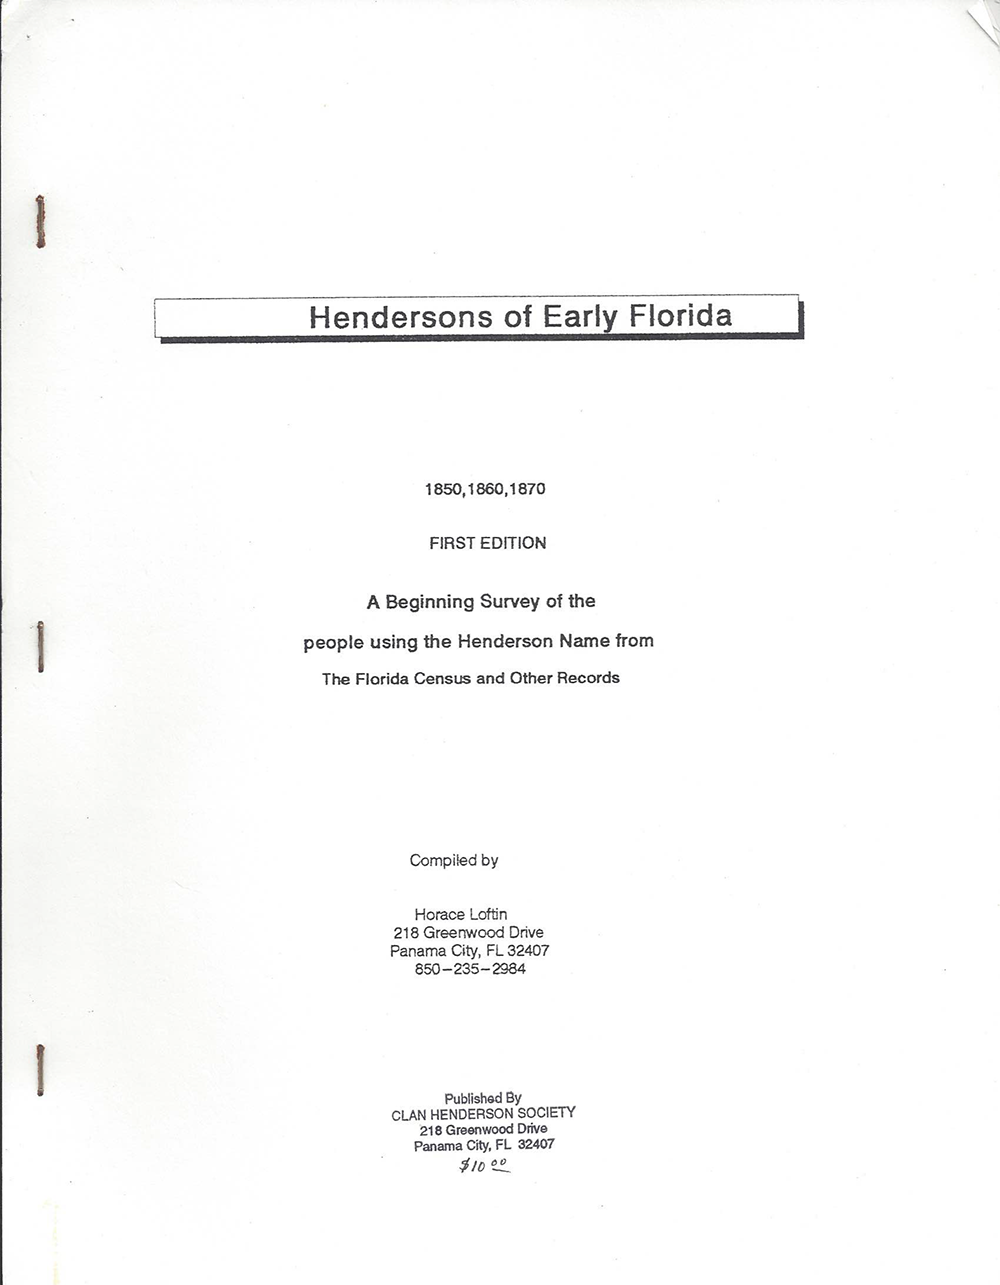 Hendersons of Early Florida
1850,1860,1870
FIRST EDITION
A Beginning Survey of the
people using the Henderson Name from
The Florida Census and Other Records
Compiled by
Horace Loftin
218 Greenwood Drive
Panama City, FL 32407
850-235-2984
Published By
CLAN HENDERSON SOCIETY
218 Greenwood Drive
Panama City, FL 32407
$10 00